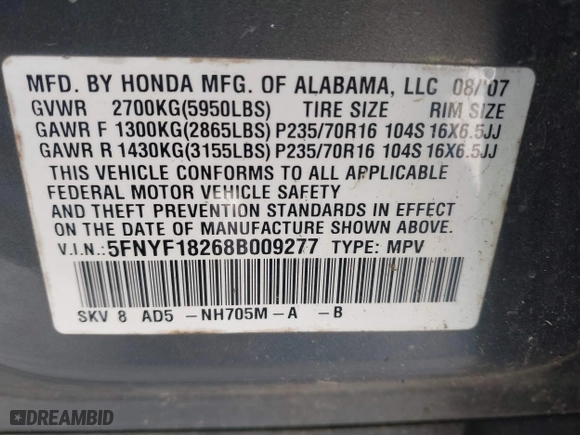 MFD. BY HONDA MFG. OF ALABAMA, LLC 08/'07
GVWR 2700KG(5950LBS) TIRE SIZE RIM SIZE
GAWR F 1300KG(2865LBS) P235/70R16 104S 16X6.5JJ
GAWR R 1430KG(3155LBS) P235/70R16 104S 16X6.5JJ
THIS VEHICLE CONFORMS TO ALL APPLICABLE
FEDERAL MOTOR VEHICLE SAFETY
AND THEFT PREVENTION STANDARDS IN EFFECT
ON THE DATE OF MANUFACTURE SHOWN ABOVE.
V.I.N.: 5FNYF18268B009277 TYPE: MPV
SKV 8 AD5 -NH705M-A -B
DREAMBID